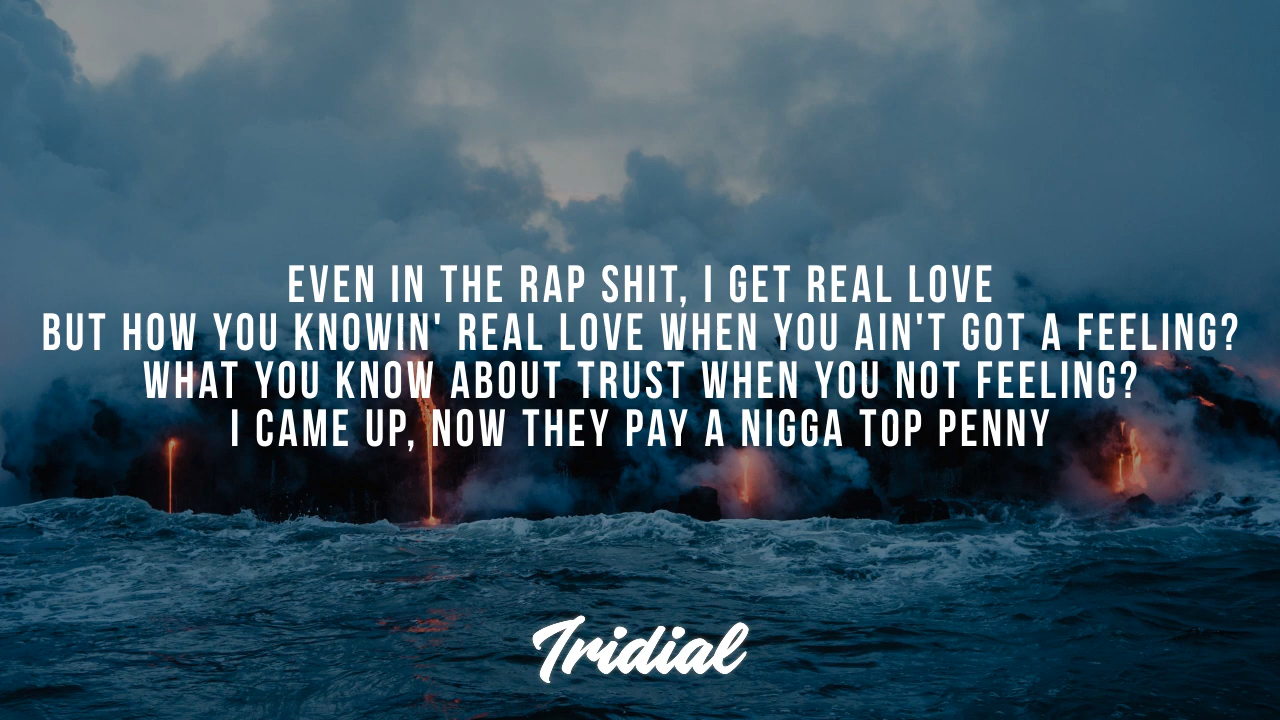 EVEN IN THE RAP SHIT, I GET REAL LOVE
BUT HOW YOU KNOWIN' REAL LOVE WHEN YOU AIN'T GOT A FEELING?
WHAT YOU KNOW ABOUT TRUST WHEN YOU NOT FEELING?
I CAME UP, NOW THEY PAY A NIGGA TOP PENNY
Iridial